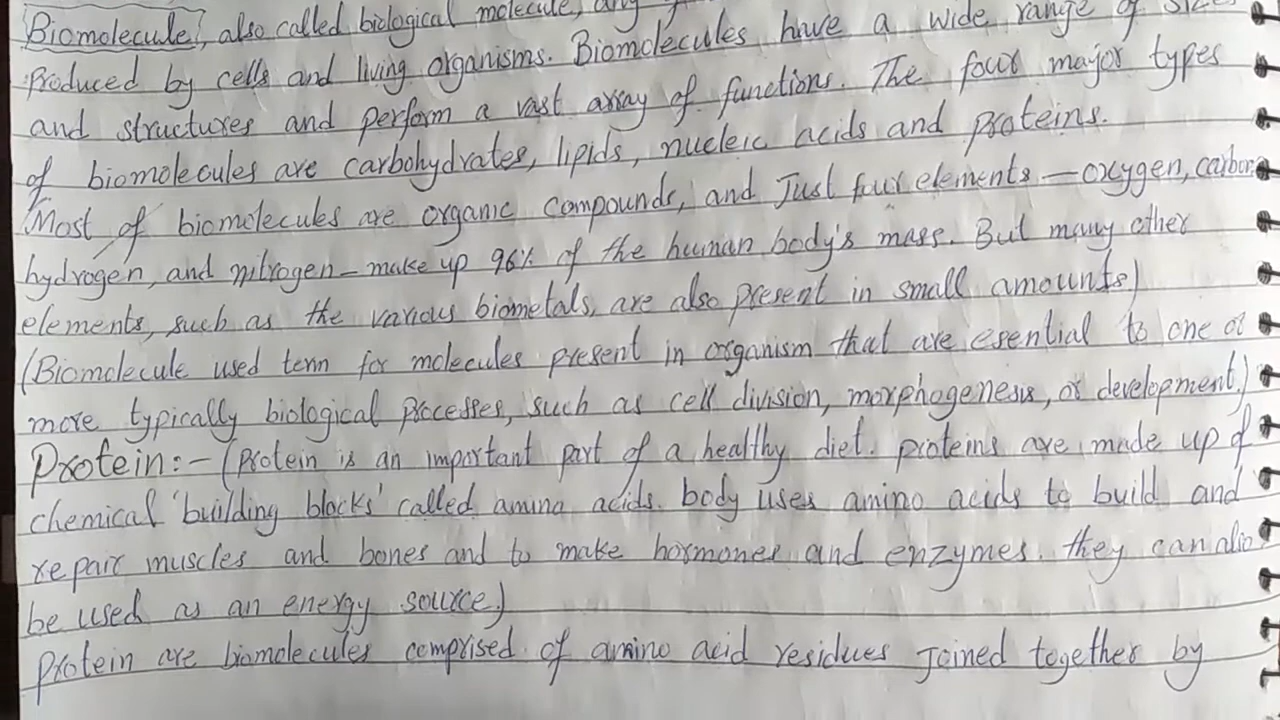 Biomolecule, also called biological molecule, any
produced by cells and living organisms. Biomolecules have a wide range of size
and structures and perform a vast array of functions. The four major types
of biomolecules are carbohydrates, lipids, nucleic acids and proteins.
Most of biomolecules are organic compounds, and Just four elements — oxygen, carbon
hydrogen, and nitrogen - make up 96% of the human body's mass. But many other
elements, such as the various biometals, are also present in small amounts)
(Biomolecule used term for molecules present in organism that are esential to one or
more typically biological processes, such as cell division, morphogenesis, or development.)
Protein:- (Protein is an important part of a healthy diet. proteins are made up of
chemical 'building blocks' called amino acids. body uses amino acids to build and
repair muscles and bones and to make hormones and enzymes. they can also
be used as an energy source)
Protein are biomolecules comprised of amino acid residues Joined together by